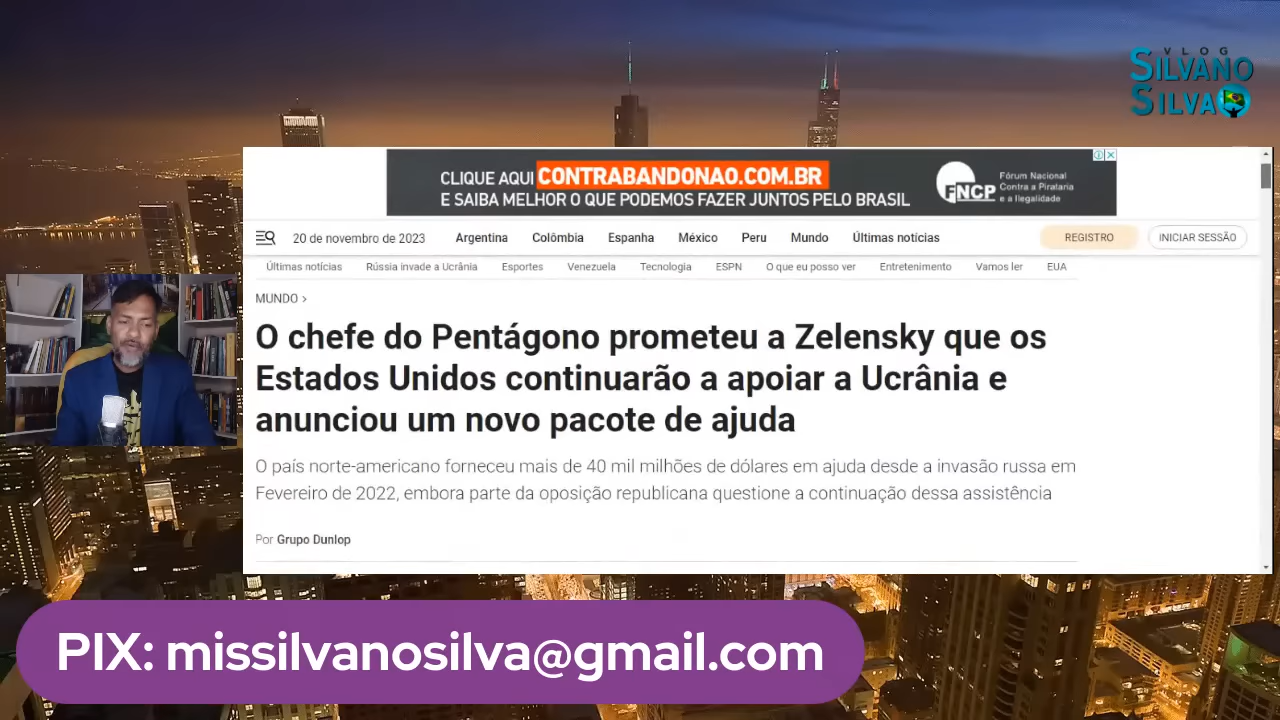 VLOG
SILVANO
SILVA
CLIQUE AQUI CONTRABANDONAO.COM.BR
E SAIBA MELHOR O QUE PODEMOS FAZER JUNTOS PELO BRASIL
FNCP
Fórum Nacional
Contra a Pirataria
e a Ilegalidade
20 de novembro de 2023 Argentina Colômbia Espanha México Peru Mundo Últimas notícias REGISTRO INICIAR SESSÃO
Últimas notícias Rússia invade a Ucrânia Esportes Venezuela Tecnologia ESPN O que eu posso ver Entretenimento Vamos ler EUA
MUNDO >
O chefe do Pentágono prometeu a Zelensky que os
Estados Unidos continuarão a apoiar a Ucrânia e
anunciou um novo pacote de ajuda
O país norte-americano forneceu mais de 40 mil milhões de dólares em ajuda desde a invasão russa em
Fevereiro de 2022, embora parte da oposição republicana questione a continuação dessa assistência
Por Grupo Dunlop
PIX: missilvanosilva@gmail.com